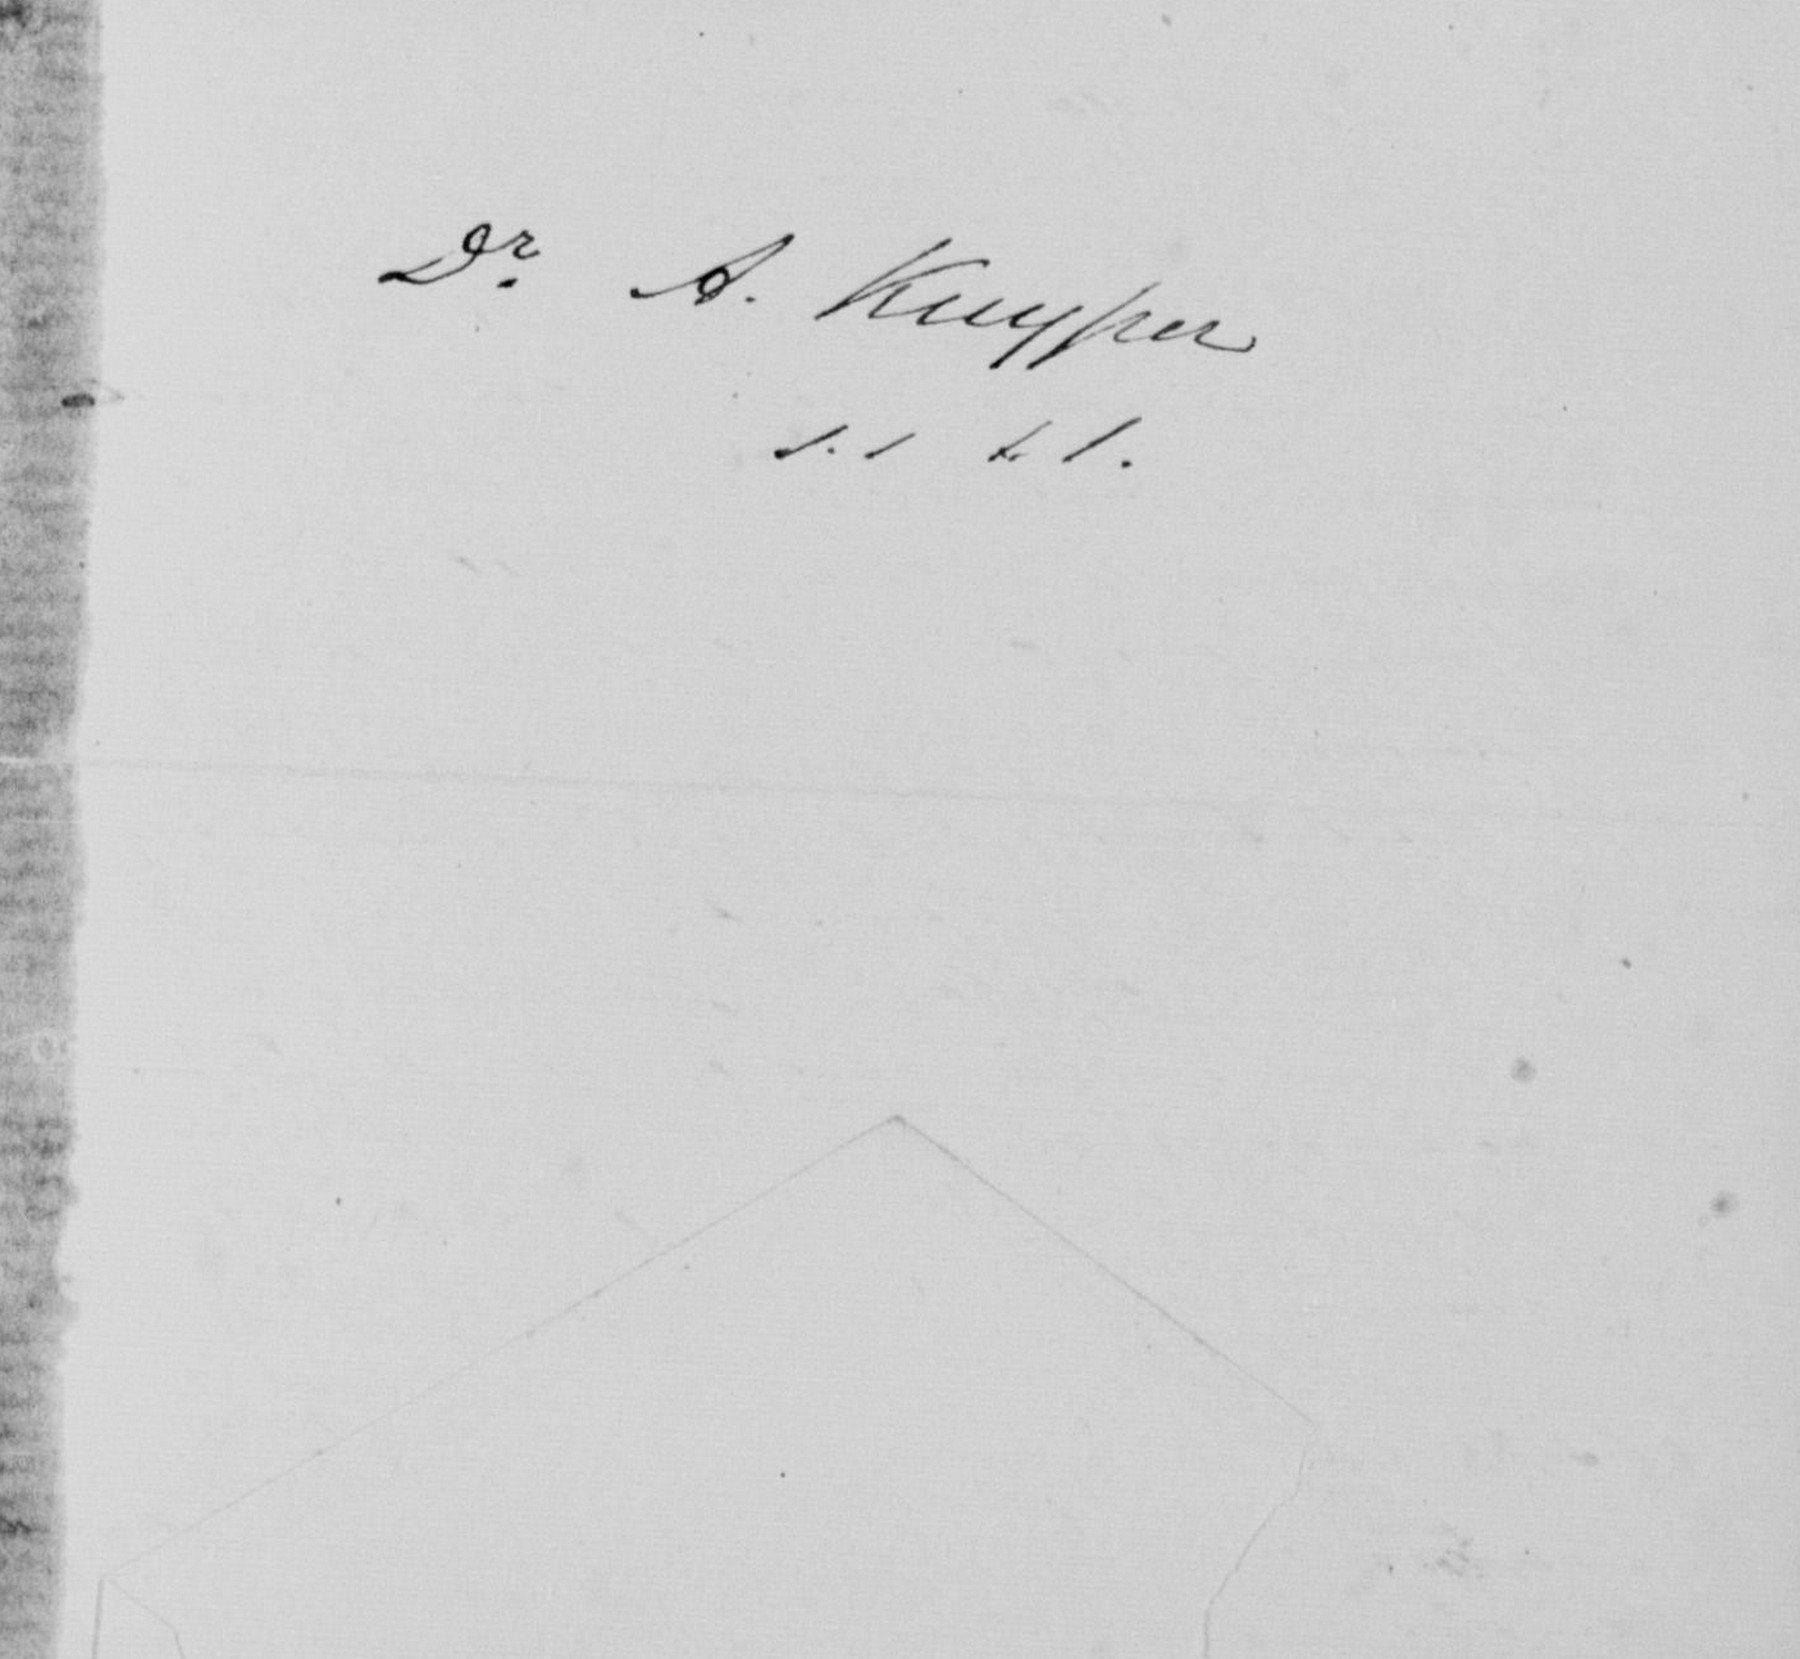 Dr. A. Kuyper
s. s t. t.